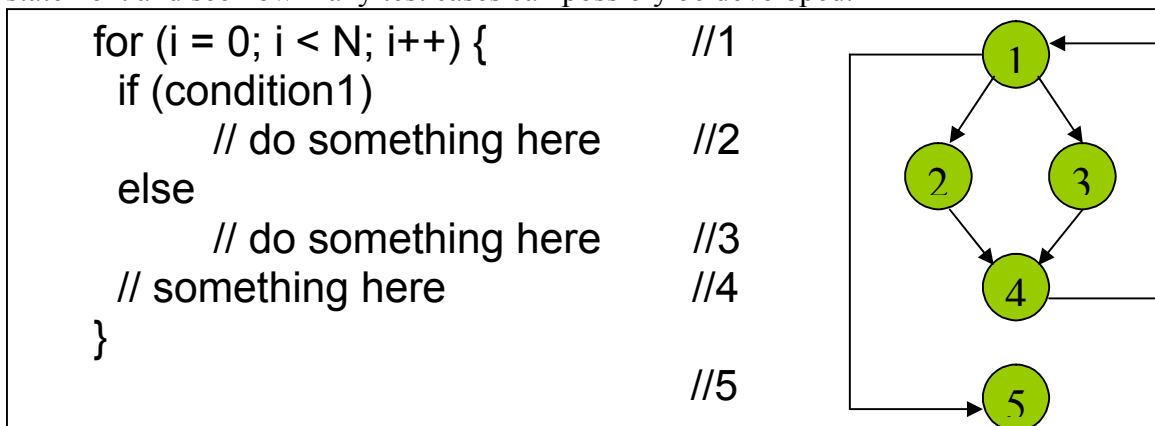 for (i = 0; i < N; i++) { //1
if (condition1)
// do something here //2
else
// do something here //3
// something here //4
}
//5
1
2
3
4
5